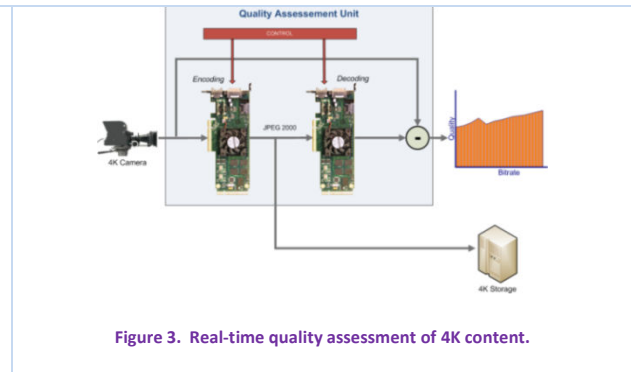 Quality Assessement Unit
CONTROL
Encoding
Decoding
JPEG 2000
4K Camera
-
Quality
Bitrate
4K Storage
Figure 3. Real-time quality assessment of 4K content.